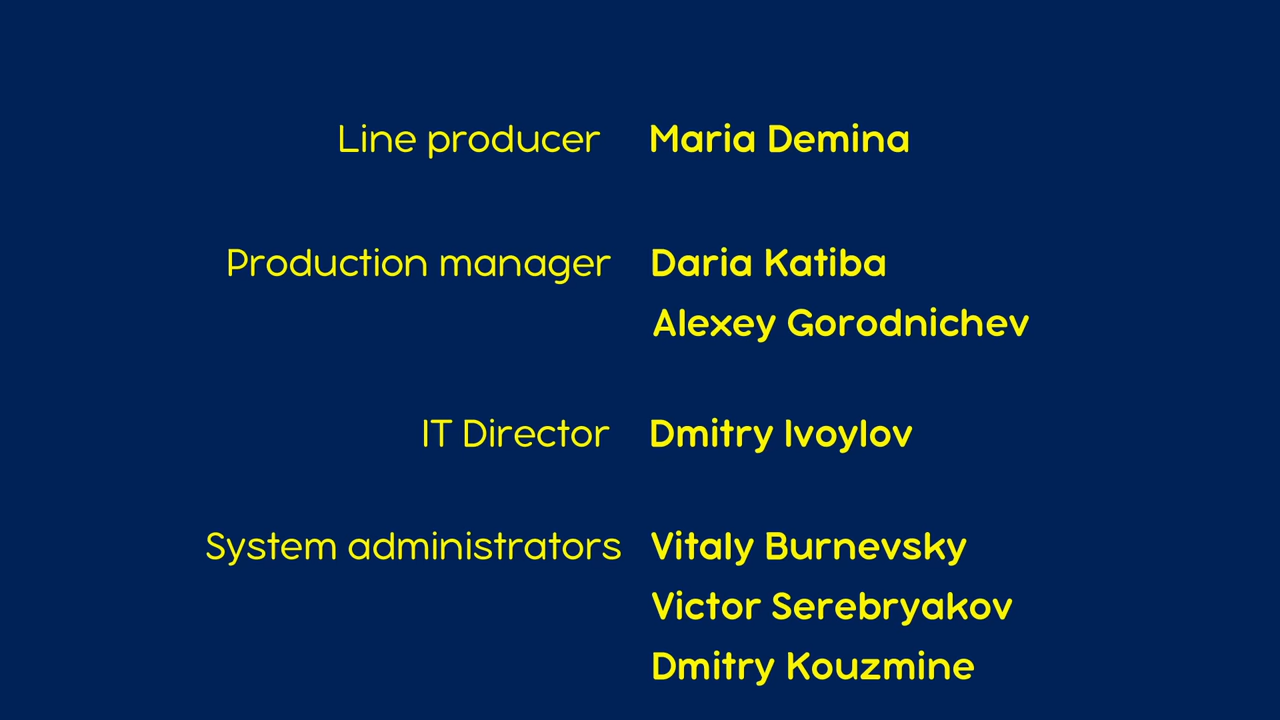 Line producer Maria Demina
Production manager Daria Katiba
Alexey Gorodnichev
IT Director Dmitry Ivoylov
System administrators Vitaly Burnevsky
Victor Serebryakov
Dmitry Kouzmine